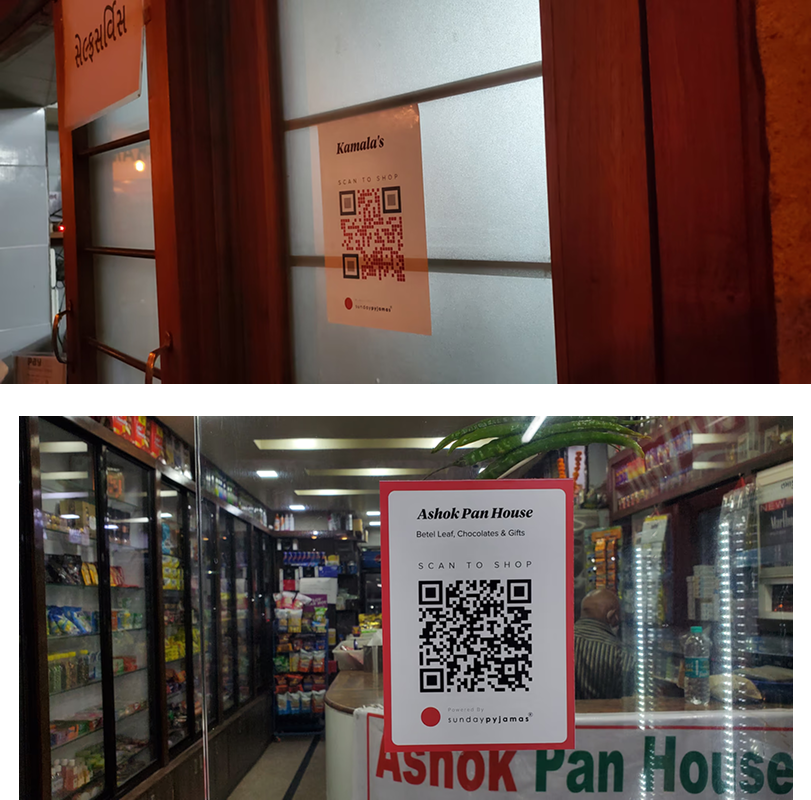 સેલ્ફસર્વિસ
Kamala's
SCAN TO SHOP
sundaypyjamas
Ashok Pan House
Betel Leaf, Chocolates & Gifts
SCAN TO SHOP
Powered By
sundaypyjamas®
Ashok Pan House